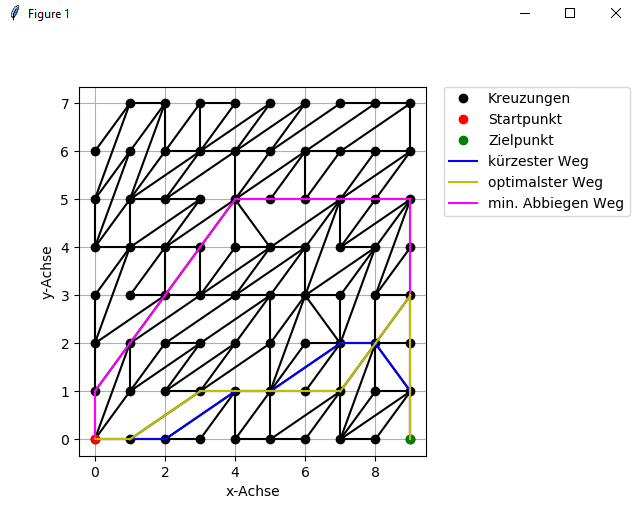 Figure 1
Kreuzungen
Startpunkt
Zielpunkt
kürzester Weg
optimalster Weg
min. Abbiegen Weg
y-Achse
7
6
5
4
3
2
1
0
0 2 4 6 8
x-Achse